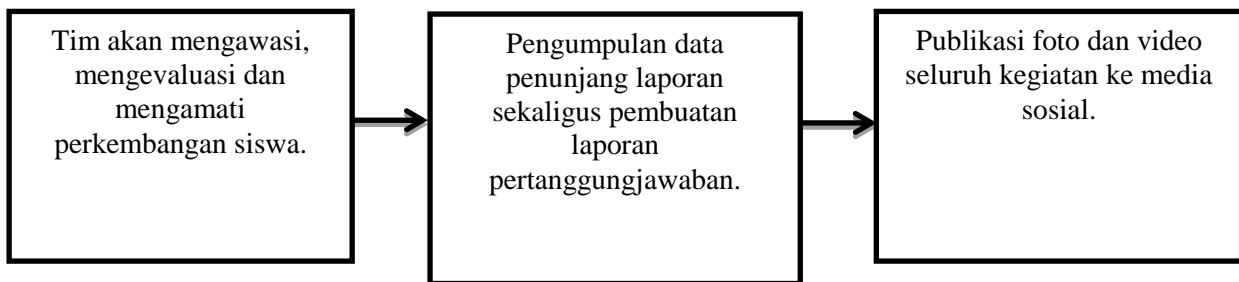 Tim akan mengawasi,
mengevaluasi dan
mengamati
perkembangan siswa.
Pengumpulan data
penunjang laporan
sekaligus pembuatan
laporan
pertanggungjawaban.
Publikasi foto dan video
seluruh kegiatan ke media
sosial.